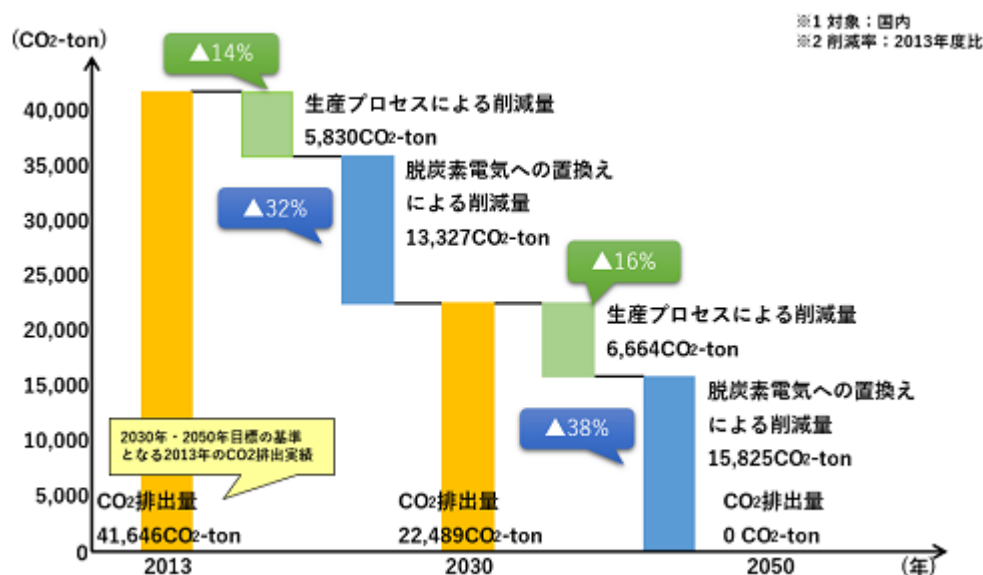 ※1 対象：国内
※2 削減率：2013年度比
(CO2-ton)
40,000
35,000
30,000
25,000
20,000
15,000
10,000
5,000
0
▲14%
生産プロセスによる削減量
5,830CO2-ton
▲32%
脱炭素電気への置換え
による削減量
13,327CO2-ton
▲16%
生産プロセスによる削減量
6,664CO2-ton
▲38%
脱炭素電気への置換え
による削減量
15,825CO2-ton
2030年・2050年目標の基準
となる2013年のCO2排出実績
CO2排出量
41,646CO2-ton
CO2排出量
22,489CO2-ton
CO2排出量
0 CO2-ton
2013
2030
2050
(年)